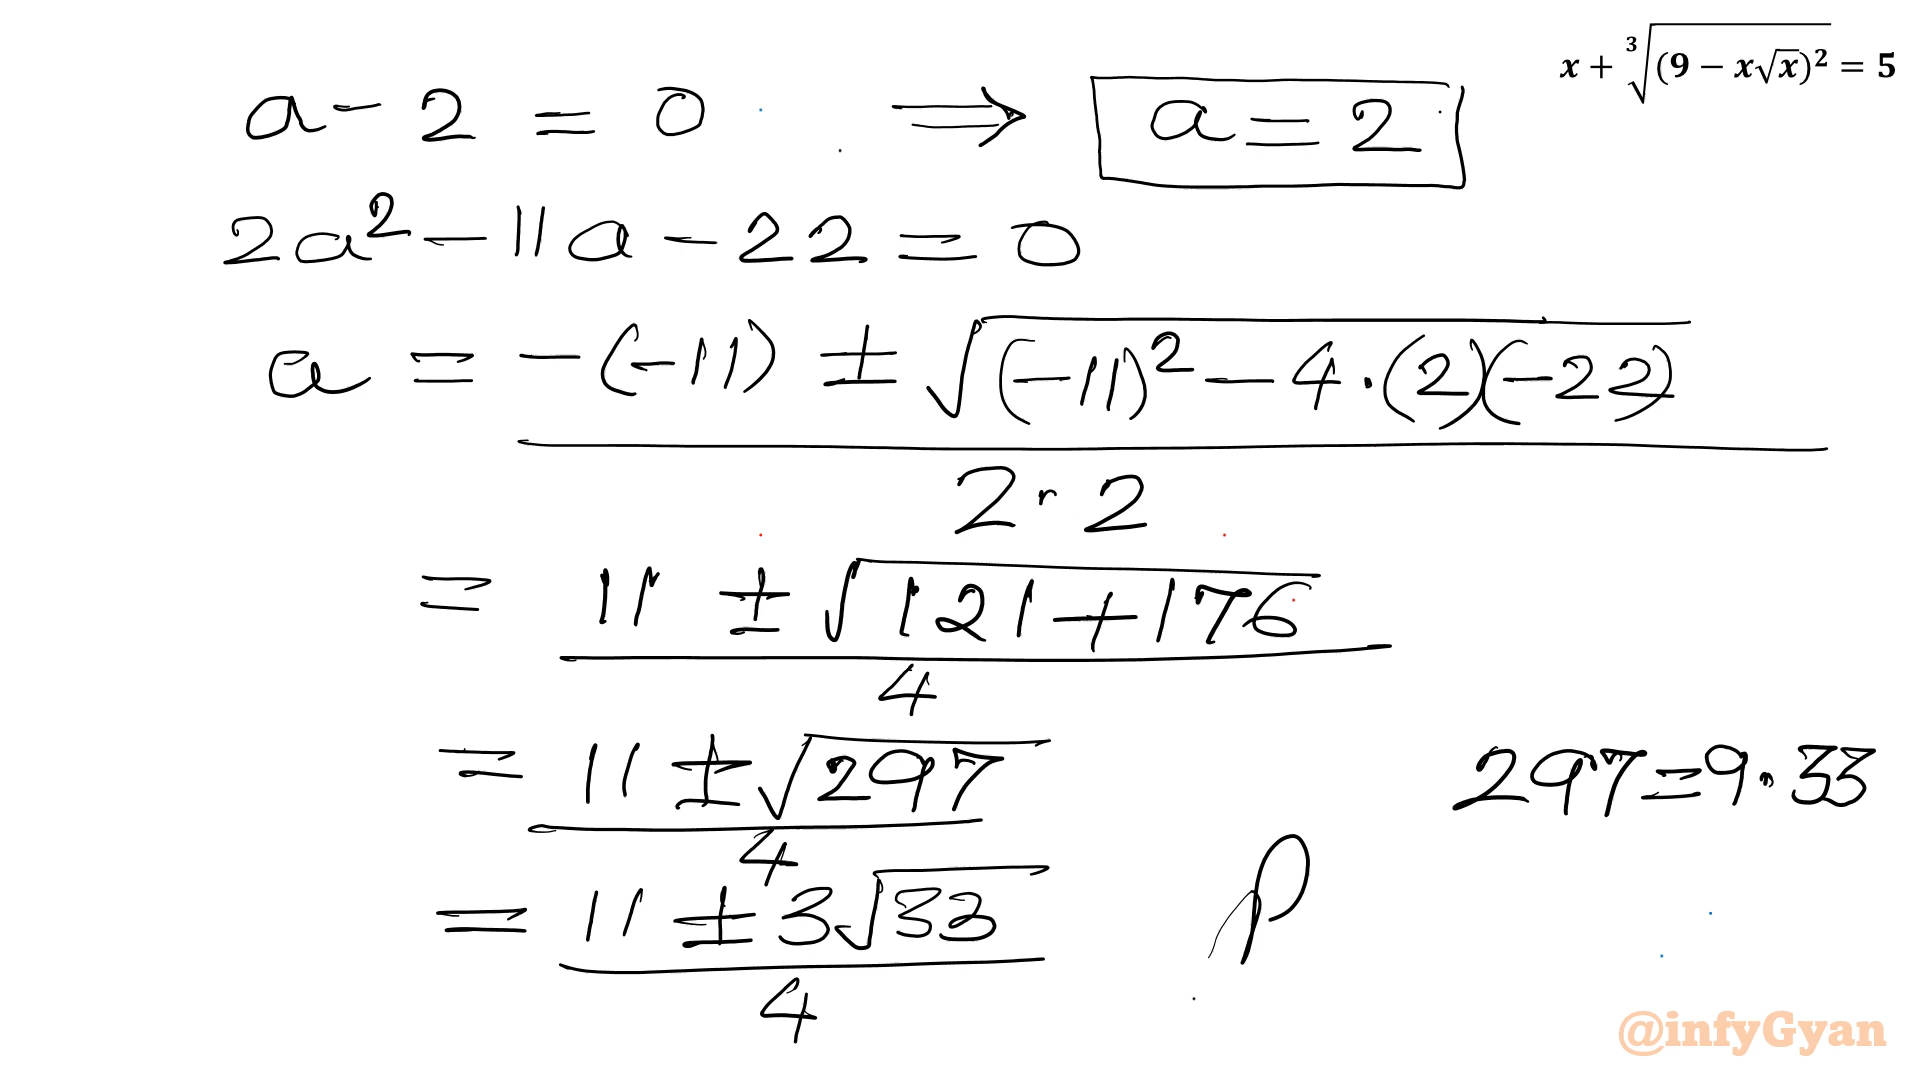 x + ∛(9 − x√x)² = 5
a − 2 = 0 ⟹ a = 2
2a² − 11a − 22 = 0
a = −(−11) ± √(−11)² − 4·(2)(−22)
2·2
= 11 ± √121 + 176
4
= 11 ± √297
4
297 = 9·33
= 11 ± 3√33
4
@infyGyan